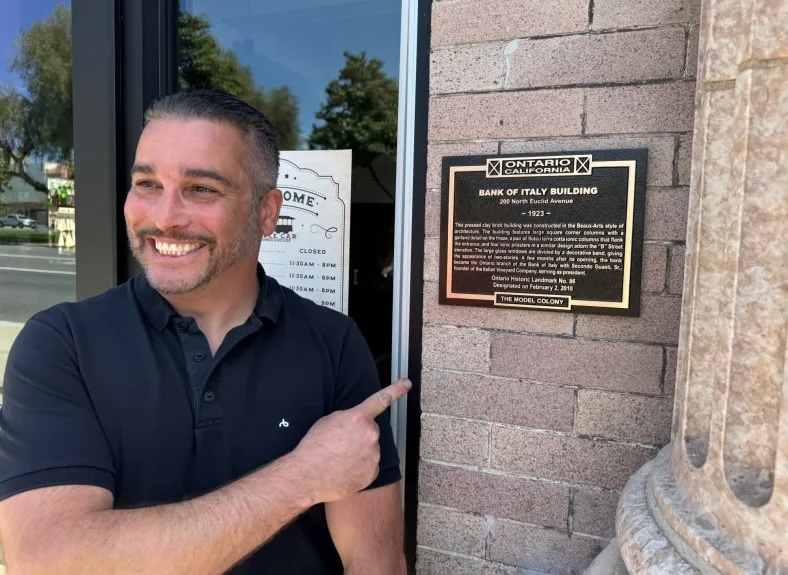 OME
CAR
CLOSED
11:30AM - 8PM
11:30AM - 8PM
9PM
rb
ONTARIO
CALIFORNIA
BANK OF ITALY BUILDING
200 North Euclid Avenue
~ 1923 ~
This pressed clay brick building was constructed in the Beaux-Arts style of
architecture. The building features large square corner columns with a
garland detail on the frieze, a pair of fluted terra cotta ionic columns that flank
the entrance, and four ionic pilasters in a similar design adorn the "B" Street
elevation. The large glass windows are divided by a decorative band, giving
the appearance of two-stories. A few months after its opening, the bank
became the Ontario branch of the Bank of Italy with Secondo Guasti, Sr.,
founder of the Italian Vineyard Company, serving as president.
Ontario Historic Landmark No. 86
Designated on February 2, 2010
THE MODEL COLONY